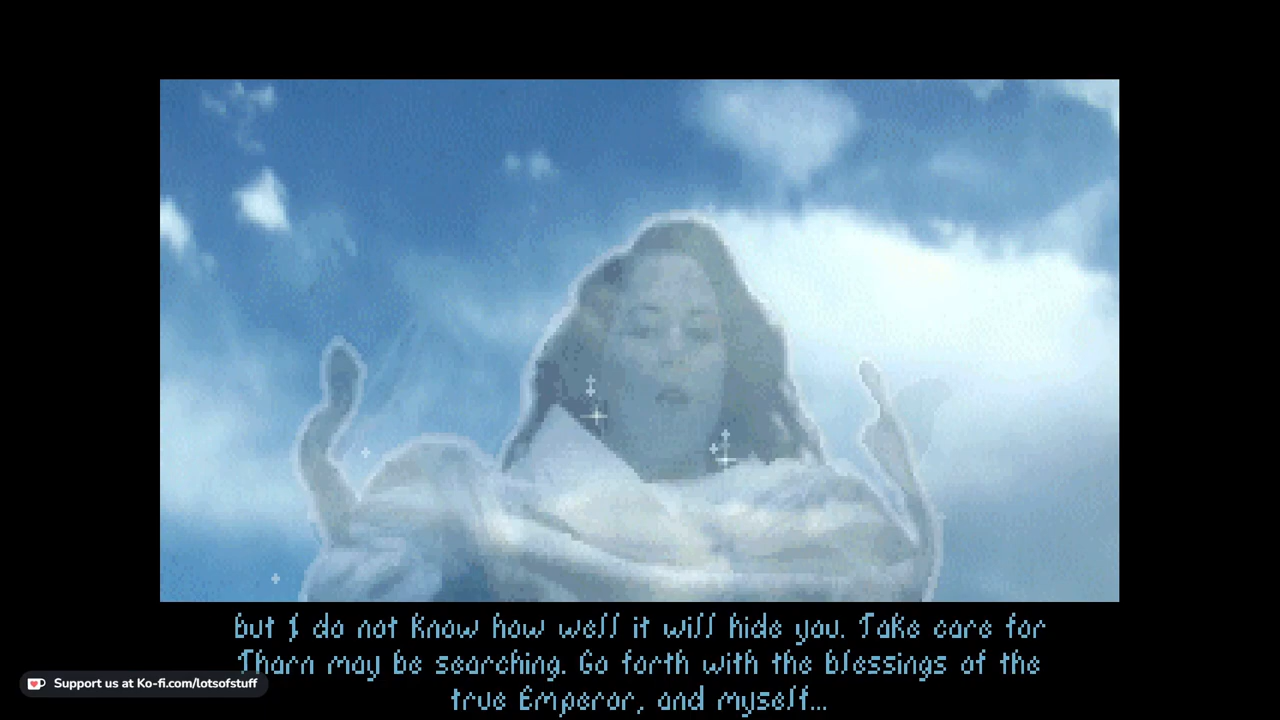 but I do not know how well it will hide you. Take care for
Tharn may be searching. Go forth with the blessings of the
true Emperor, and myself...
Support us at Ko-fi.com/lotsofstuff